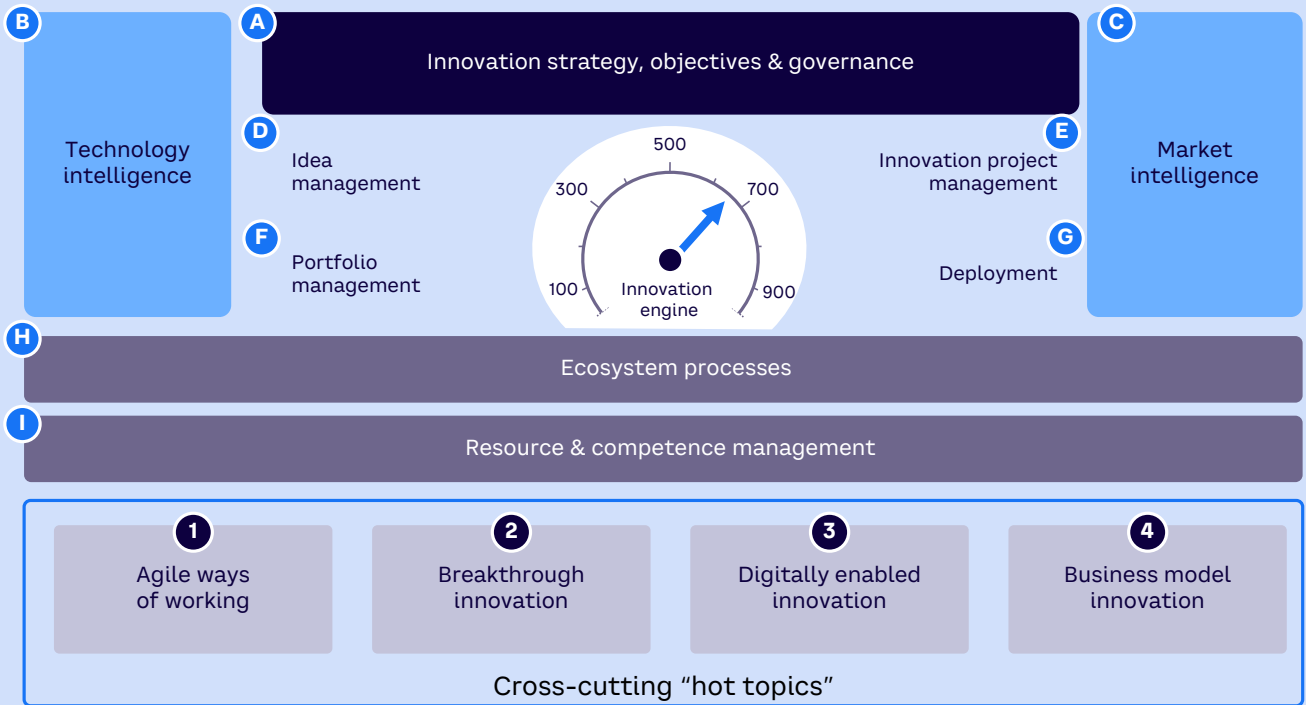 B
A
C
Innovation strategy, objectives & governance
Technology
intelligence
Market
intelligence
D
Idea
management
E
Innovation project
management
F
Portfolio
management
G
Deployment
100
300
500
700
900
Innovation
engine
H
Ecosystem processes
I
Resource & competence management
1
Agile ways
of working
2
Breakthrough
innovation
3
Digitally enabled
innovation
4
Business model
innovation
Cross-cutting “hot topics”